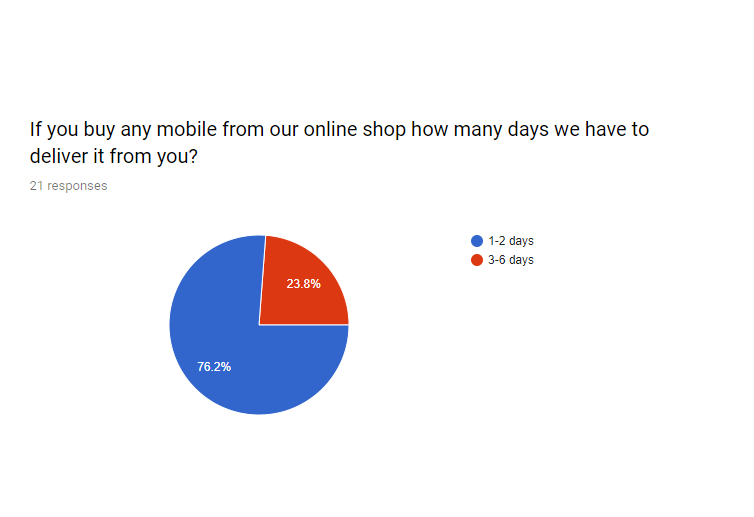 If you buy any mobile from our online shop how many days we have to
deliver it from you?
21 responses
1-2 days
3-6 days
23.8%
76.2%